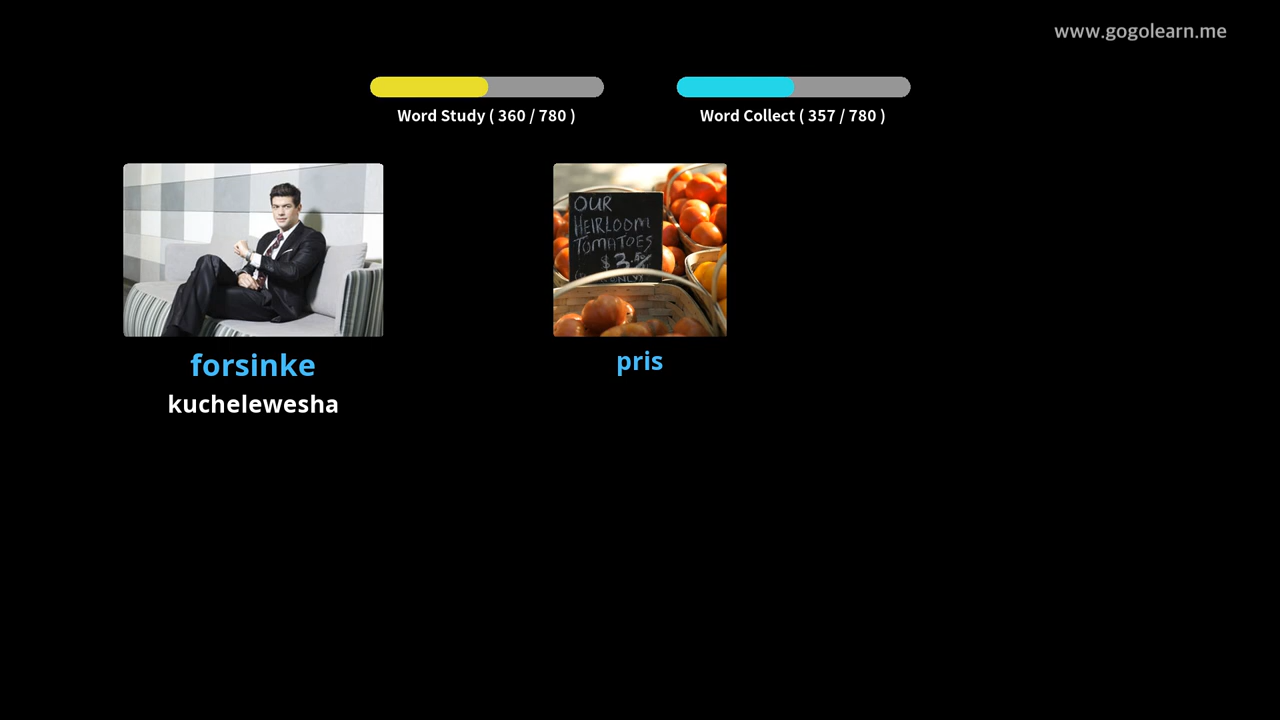 www.gogolearn.me
Word Study ( 360 / 780 )
Word Collect ( 357 / 780 )
OUR
HEIRLOOM
TOMATOES
forsinke
kuchelewesha
pris